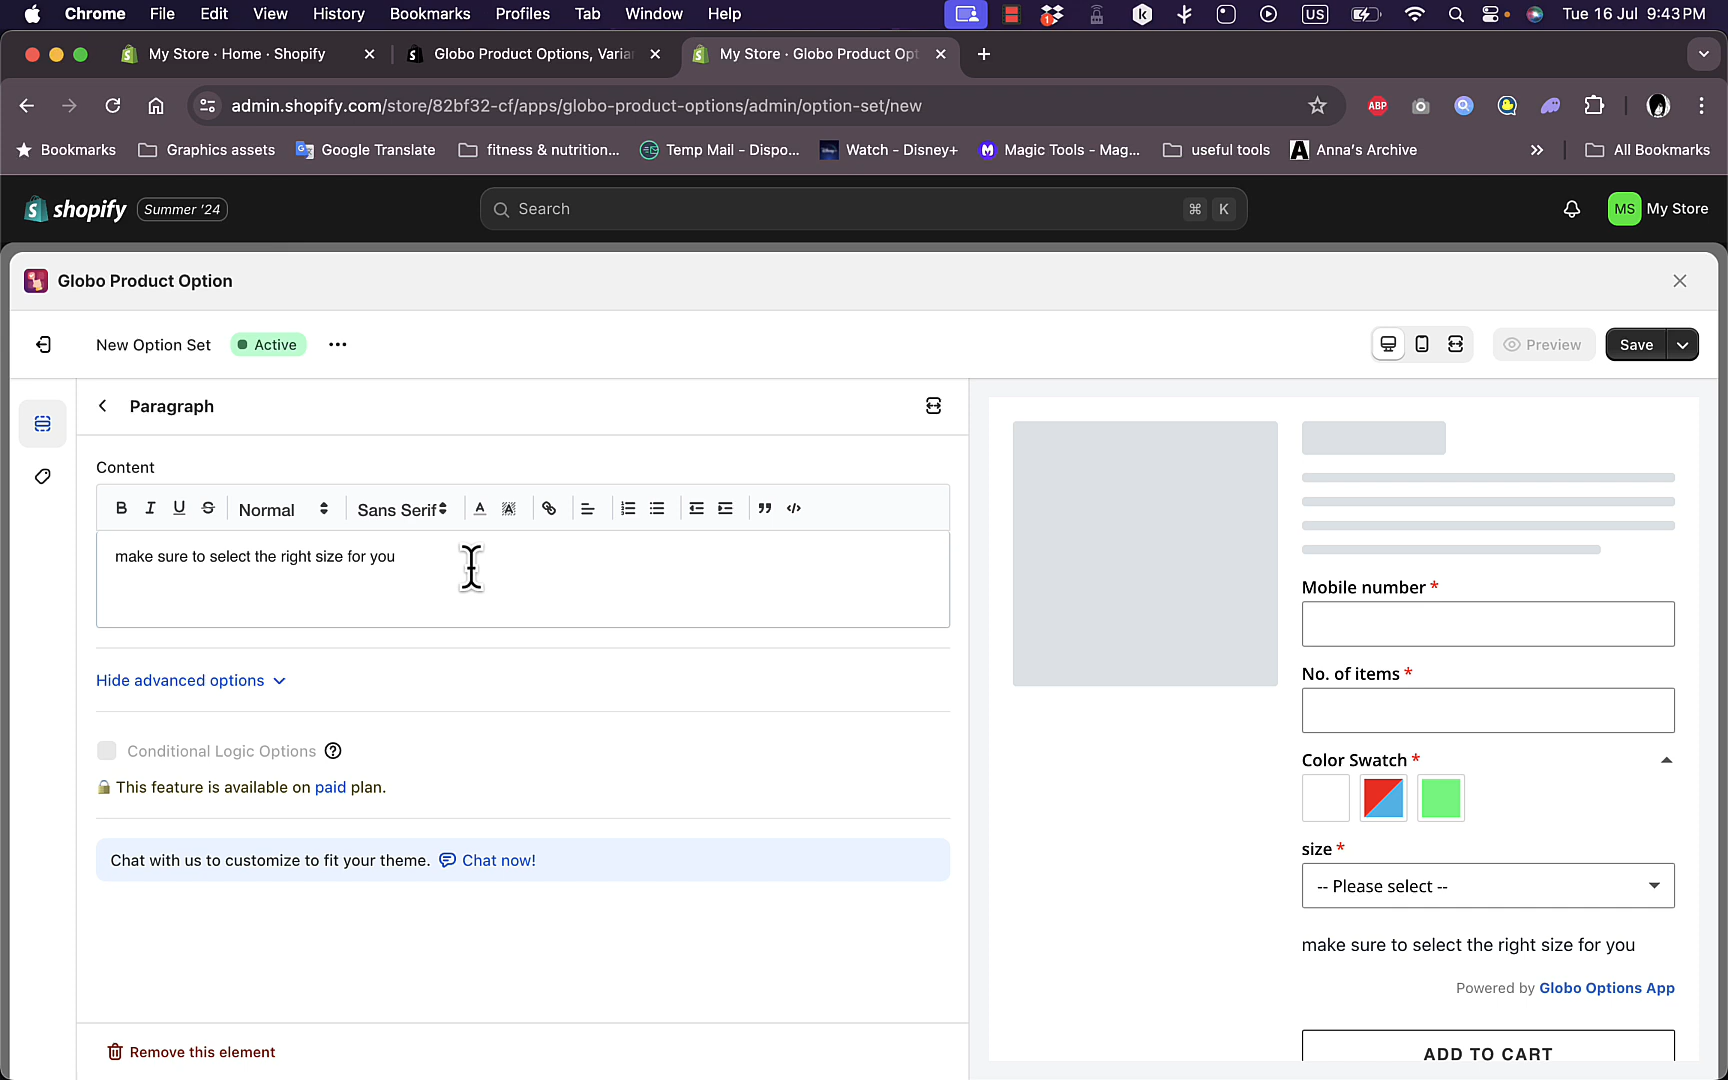 Chrome File Edit View History Bookmarks Profiles Tab Window Help 1 US Tue 16 Jul 9:43 PM
My Store · Home · Shopify Globo Product Options, Varia My Store · Globo Product Opt
admin.shopify.com/store/82bf32-cf/apps/globo-product-options/admin/option-set/new ABP
Bookmarks Graphics assets Google Translate fitness & nutrition... Temp Mail - Dispo... Watch - Disney+ Magic Tools - Mag... useful tools Anna's Archive All Bookmarks
shopify Summer '24 Search ⌘ K MS My Store
Globo Product Option
New Option Set Active Preview Save
Paragraph
Content
B I U S Normal Sans Serif A A
make sure to select the right size for you
Hide advanced options
Conditional Logic Options
This feature is available on paid plan.
Chat with us to customize to fit your theme. Chat now!
Remove this element
Mobile number *
No. of items *
Color Swatch *
size *
-- Please select --
make sure to select the right size for you
Powered by Globo Options App
ADD TO CART